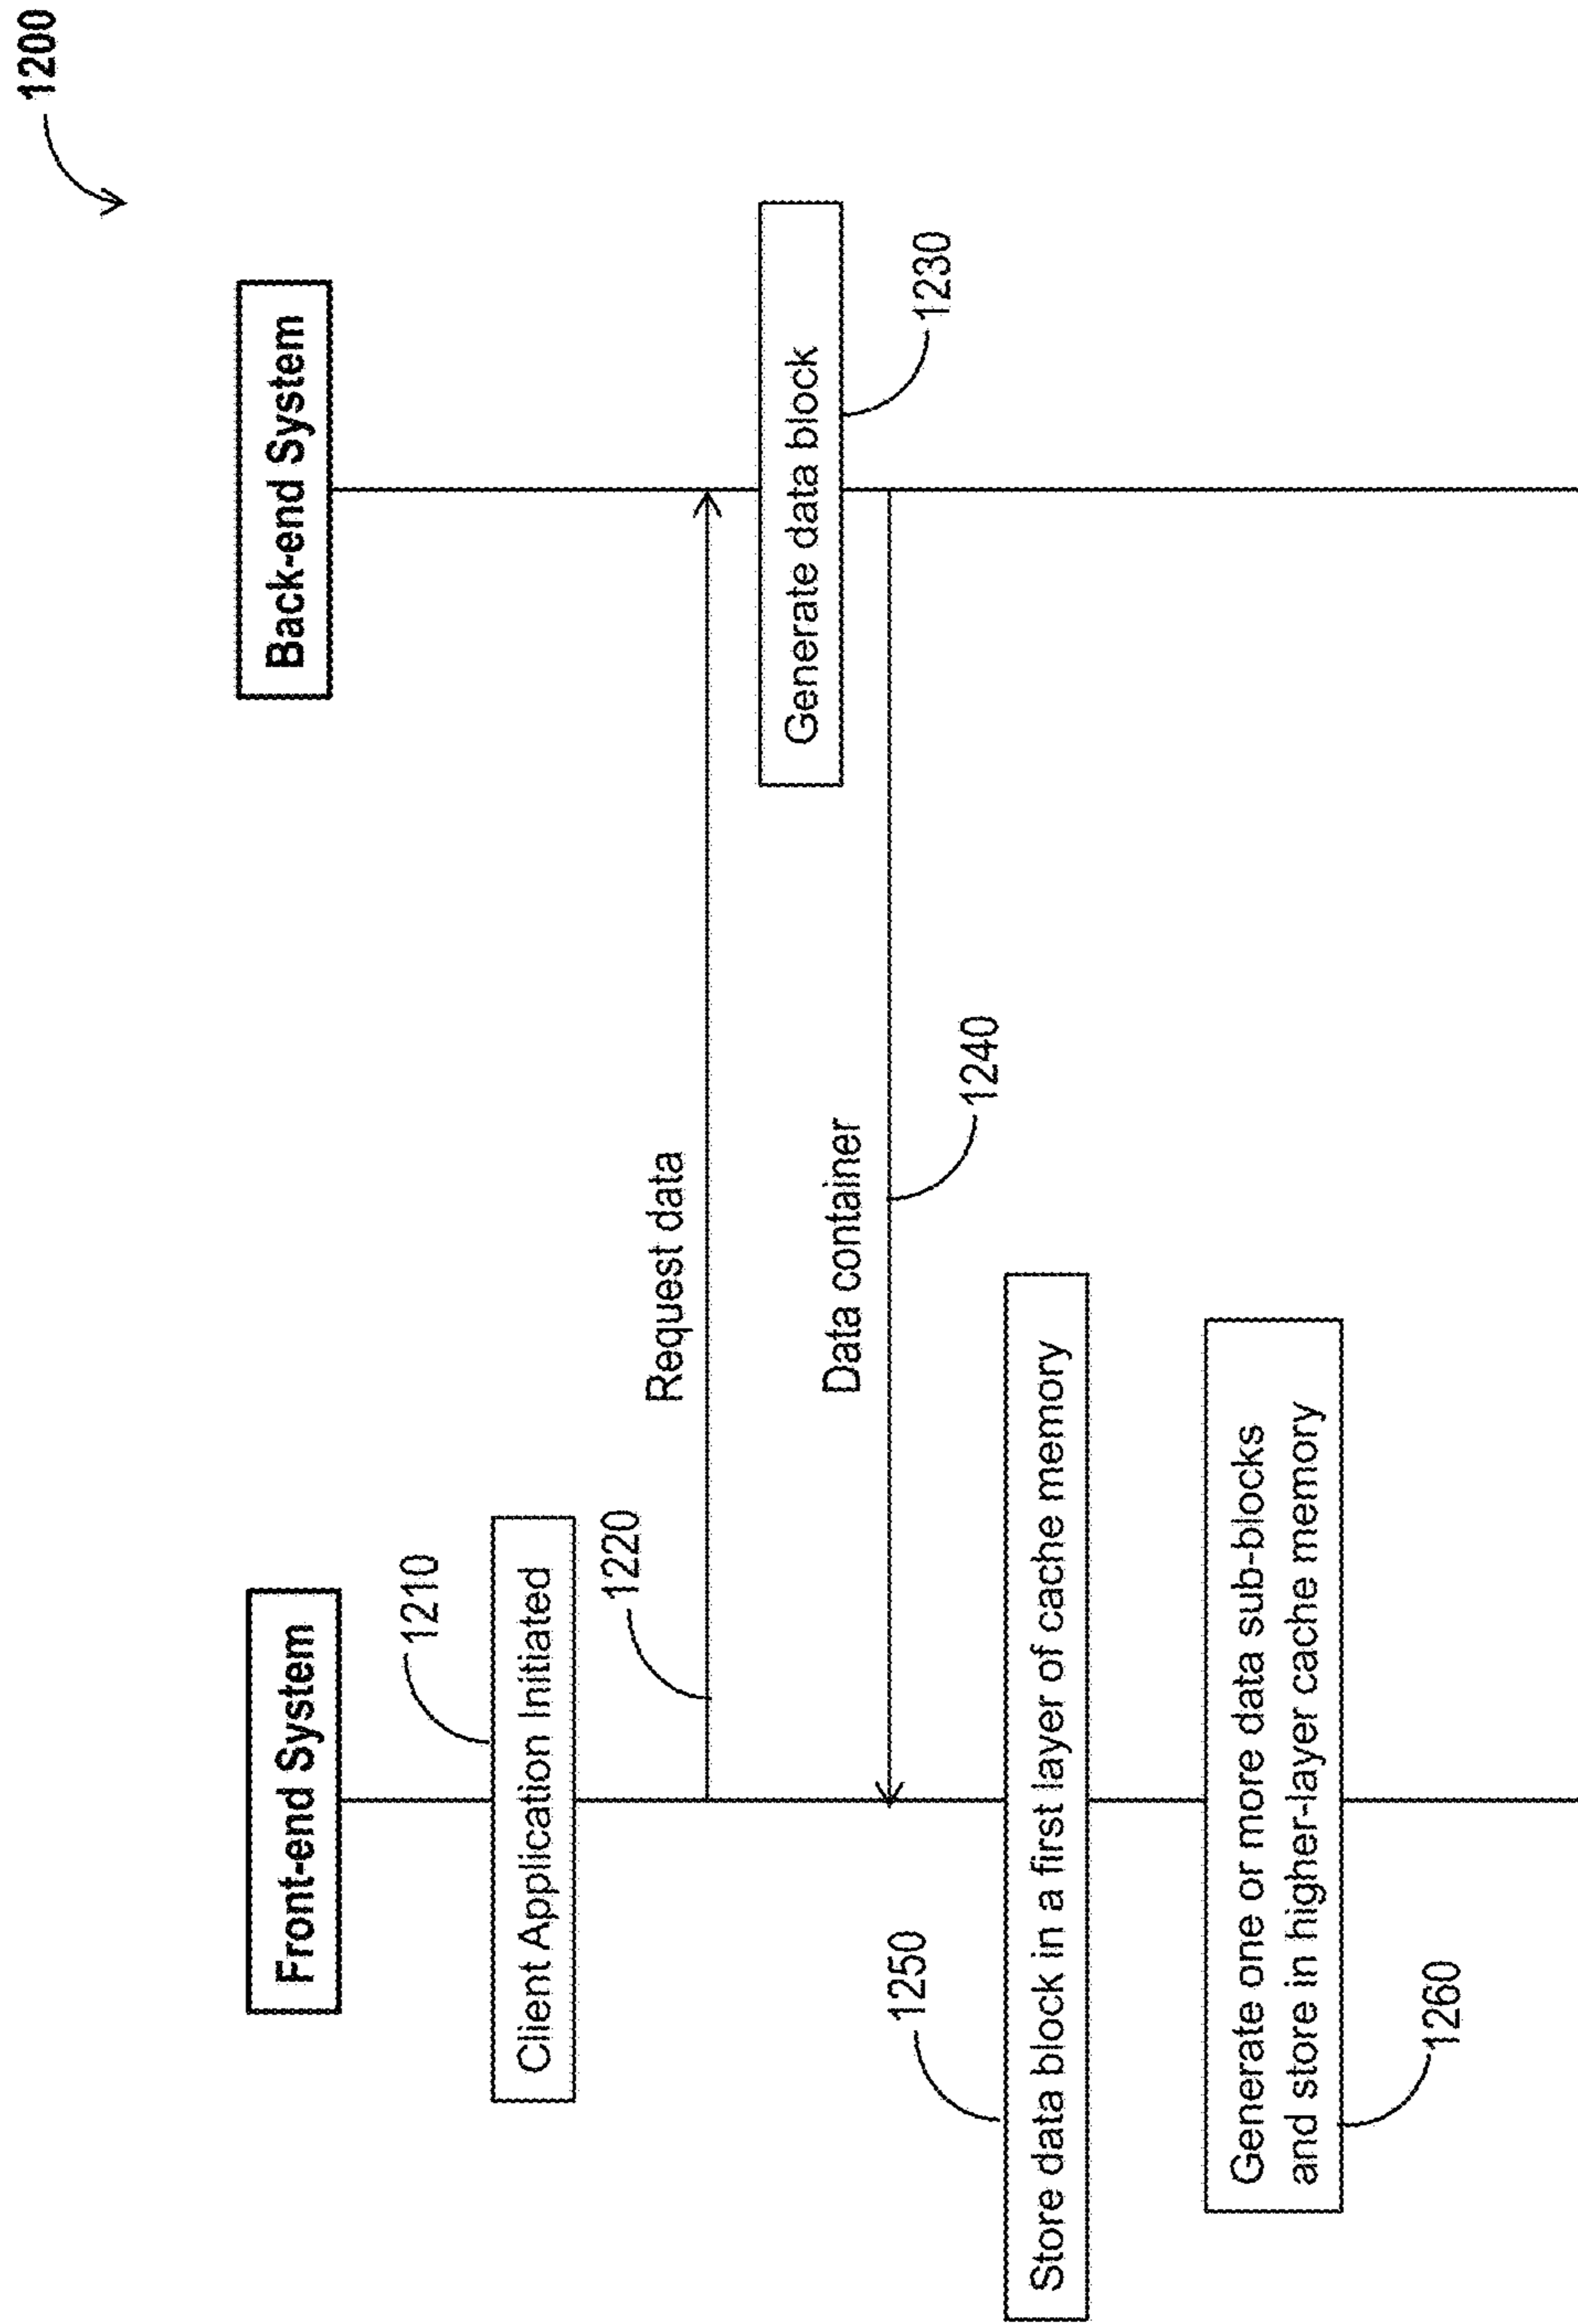 1200
Front-end System
Back-end System
1210
Client Application Initiated
1220
Request data
Generate data block
1230
Data container
1240
1250
Store data block in a first layer of cache memory
Generate one or more data sub-blocks
and store in higher-layer cache memory
1260